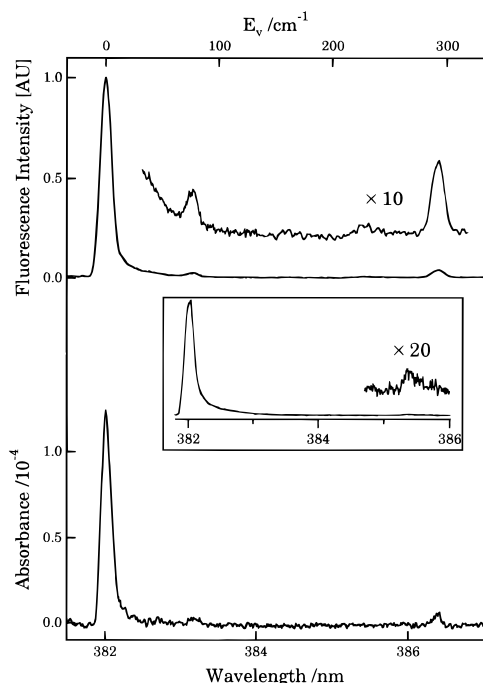 E_v /cm^-1
0 100 200 300
Fluorescence Intensity [AU]
1.0
0.5
0.0
× 10
× 20
382 384 386
Absorbance /10^-4
1.0
0.5
0.0
382 384 386
Wavelength /nm